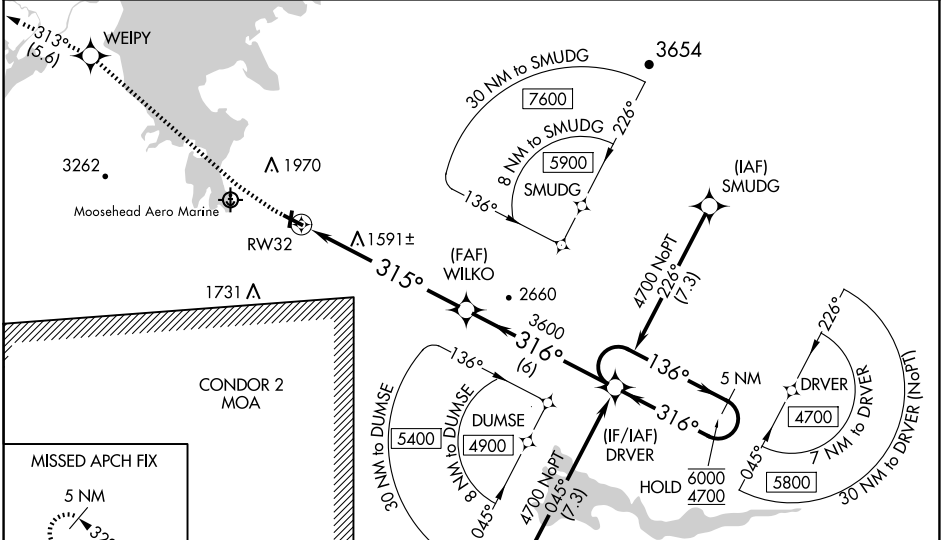 313°
(5.6)
WEIPY
3654
30 NM to SMUDG
7600
226°
8 NM to SMUDG
5900
SMUDG
136°
3262
1970
Moosehead Aero Marine
RW32
1591±
(IAF)
SMUDG
4700 NoPT
226°
(7.3)
315°
(FAF)
WILKO
2660
1731
3600
316°
(6)
136°
5 NM
316°
(IF/IAF)
DRVER
HOLD
6000
4700
226°
DRVER
4700
7 NM to DRVER
045°
5800
30 NM to DRVER (NoPT)
CONDOR 2
MOA
136°
DUMSE
5400
4900
30 NM to DUMSE
8 NM to DUMSE
045°
4700 NoPT
045°
(7.3)
MISSED APCH FIX
5 NM